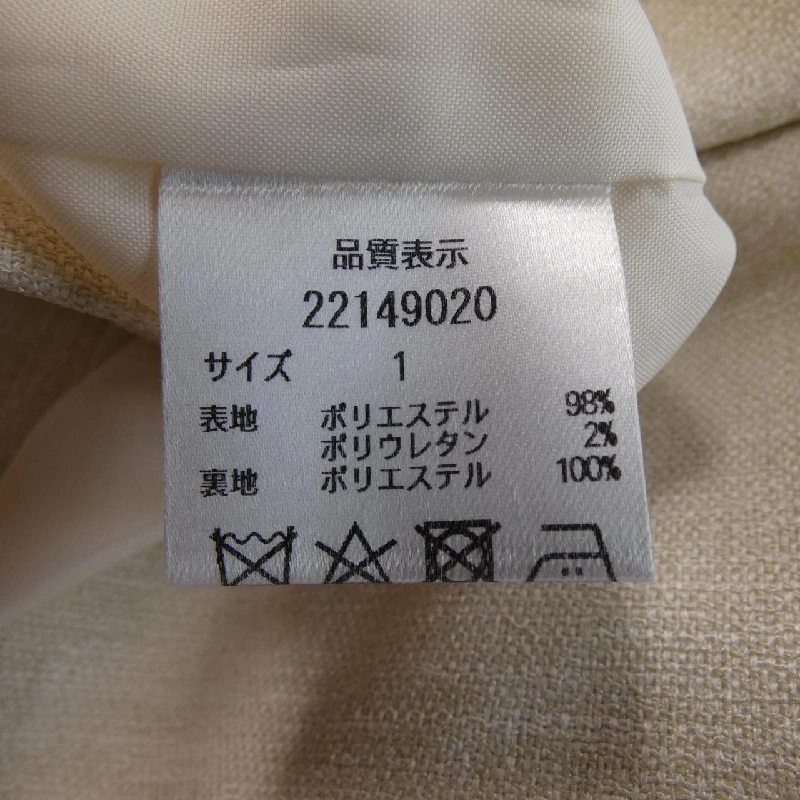 品質表示
22149020
サイズ 1
表地 ポリエステル 98%
ポリウレタン 2%
裏地 ポリエステル 100%